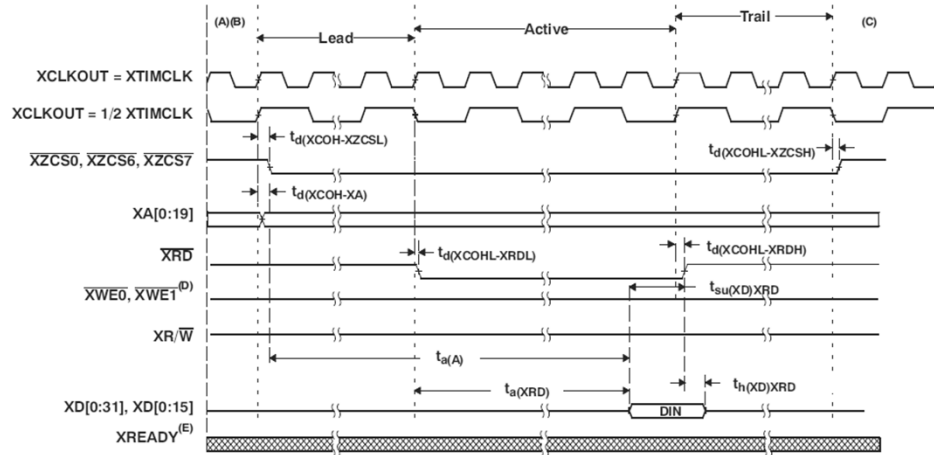 (A)(B)
Lead
Active
Trail
(C)
XCLKOUT = XTIMCLK
XCLKOUT = 1/2 XTIMCLK
td(XCOH-XZCSL)
td(XCOHL-XZCSH)
XZCS0, XZCS6, XZCS7
td(XCOH-XA)
XA[0:19]
XRD
td(XCOHL-XRDL)
td(XCOHL-XRDH)
tsu(XD)XRD
XWE0, XWE1(D)
XR/W
ta(A)
ta(XRD)
th(XD)XRD
XD[0:31], XD[0:15]
DIN
XREADY(E)